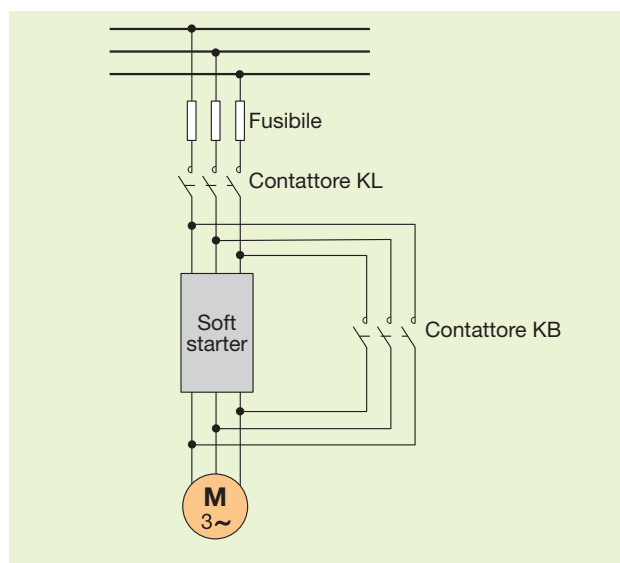 Fusibile
Contattore KL
Soft
starter
Contattore KB
M
3~